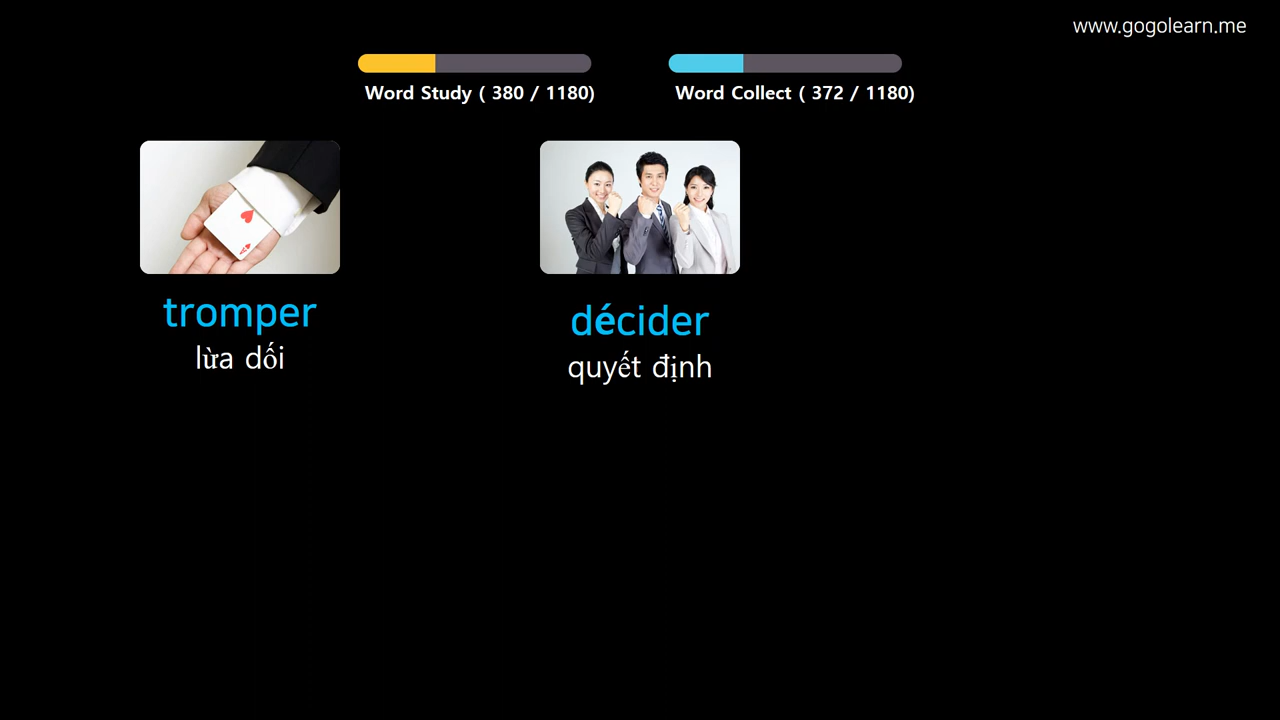 www.gogolearn.me
Word Study ( 380 / 1180)
Word Collect ( 372 / 1180)
tromper
lừa dối
décider
quyết định